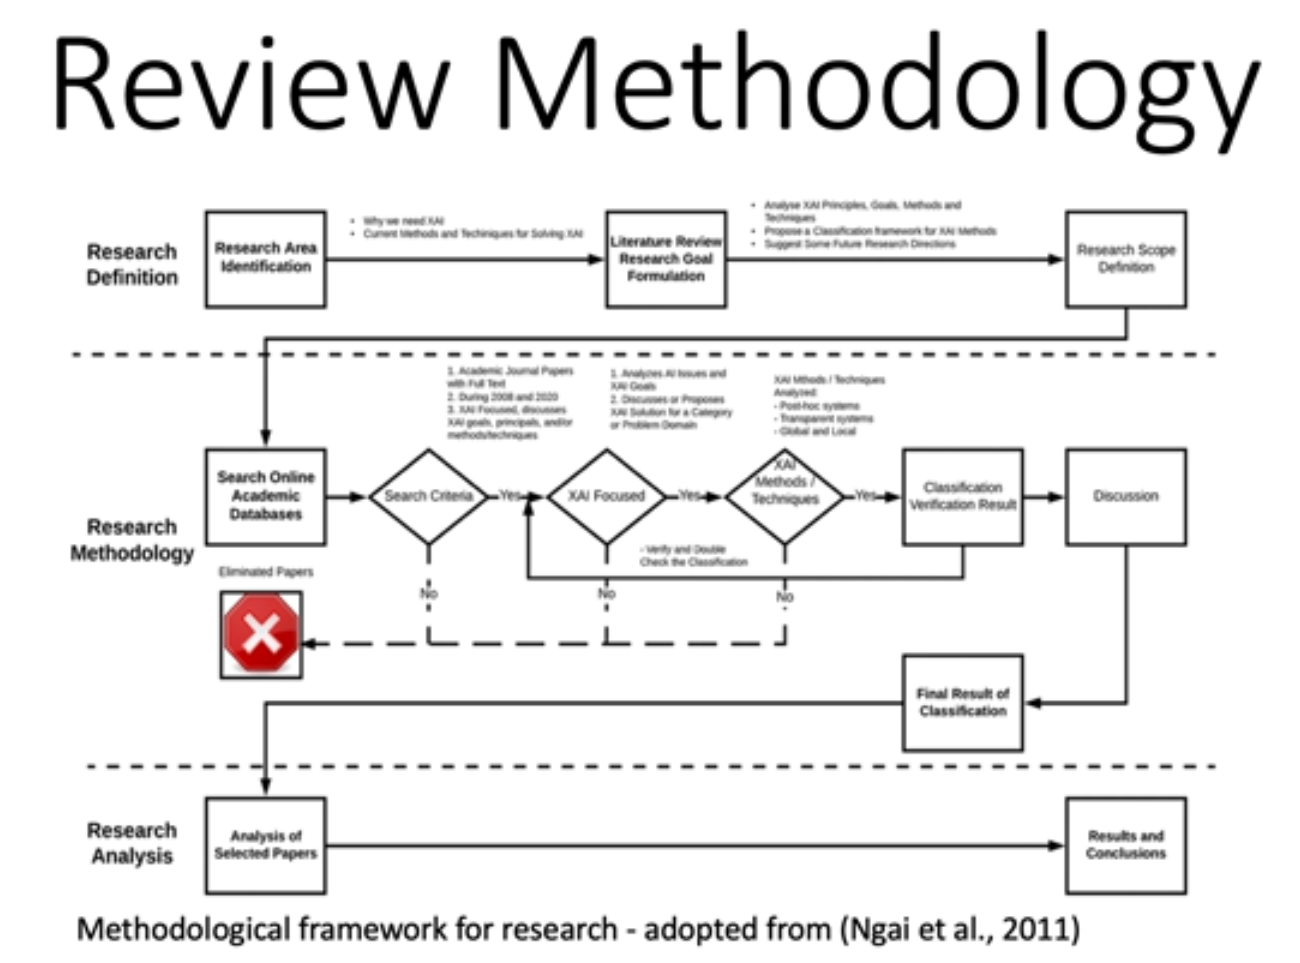 Review Methodology
Research
Definition
Research Area
Identification
• Why we need XAI
• Current Methods and Techiniques for Solving XAI
Literature Review
Research Goal
Formulation
• Analyse XAI Principles, Goals, Methods and
Techniques
• Propose a Classification framework for XAI Methods
• Suggest Some Future Research Directions
Research Scope
Definition
Research
Methodology
Search Online
Academic
Databases
1. Academic Journal Papers
with Full Text
2. During 2008 and 2020
3. XAI Focused, discusses
XAI goals, principals, and/or
methods/techniques
Search Criteria
Yes
1. Analyzes AI Issues and
XAI Goals
2. Discusses or Proposes
XAI Solution for a Category
or Problem Domain
XAI Focused
Yes
XAI Mthods / Techniques
Analyzed:
- Post-hoc systems
- Transparent systems
- Global and Local
XAI
Methods /
Techniques
Yes
Classification
Verification Result
Discussion
- Verify and Double
Check the Classification
Eliminated Papers
No
No
No
Final Result of
Classification
Research
Analysis
Analysis of
Selected Papers
Results and
Conclusions
Methodological framework for research - adopted from (Ngai et al., 2011)